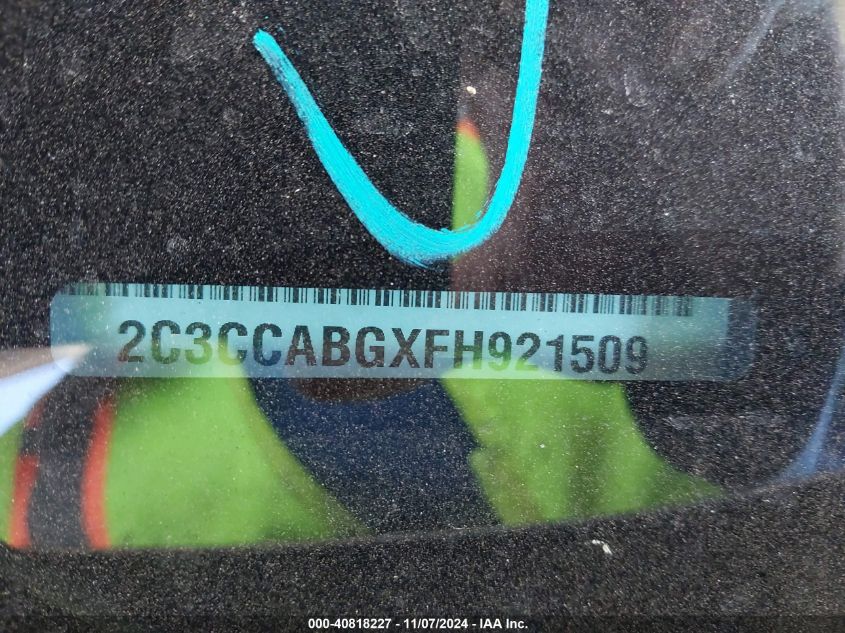 2C3CCABGXFH921509
000-40818227 - 11/07/2024 - IAA Inc.